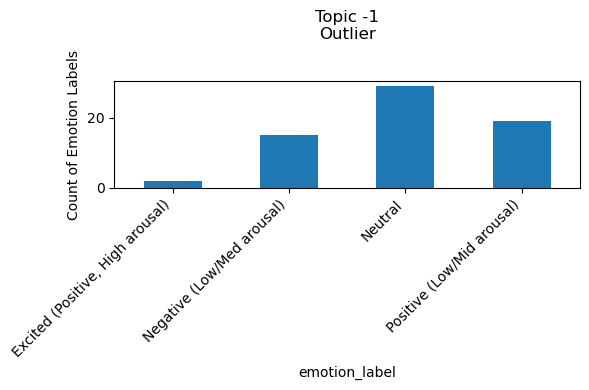 Topic -1
Outlier
Count of Emotion Labels
20
0
Excited (Positive, High arousal)
Negative (Low/Med arousal)
Neutral
Positive (Low/Mid arousal)
emotion_label